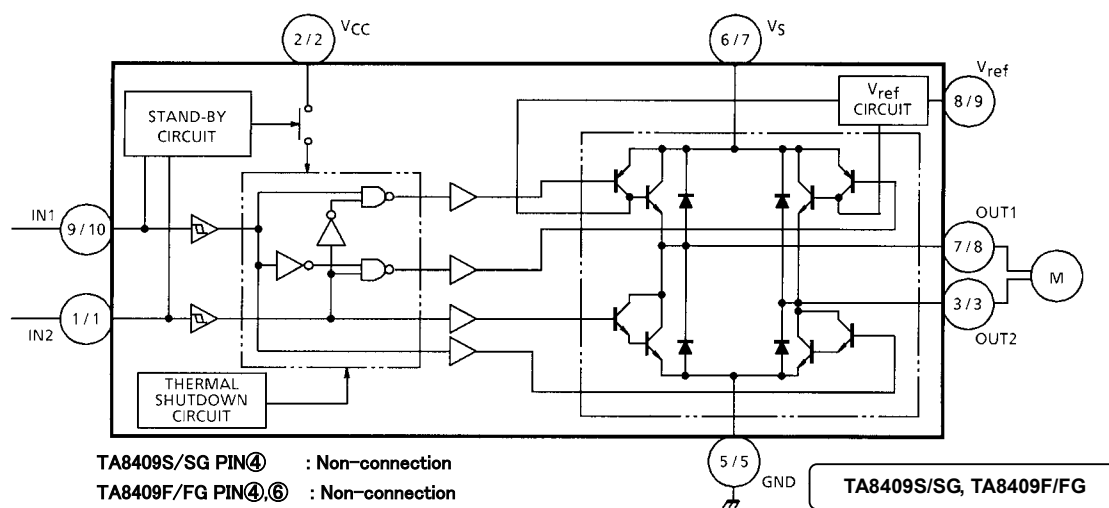 2/2
VCC
6/7
VS
Vref
8/9
Vref
CIRCUIT
STAND-BY
CIRCUIT
IN1
9/10
OUT1
7/8
M
3/3
OUT2
1/1
IN2
THERMAL
SHUTDOWN
CIRCUIT
5/5
GND
TA8409S/SG PIN④ : Non-connection
TA8409F/FG PIN④,⑥ : Non-connection
TA8409S/SG, TA8409F/FG